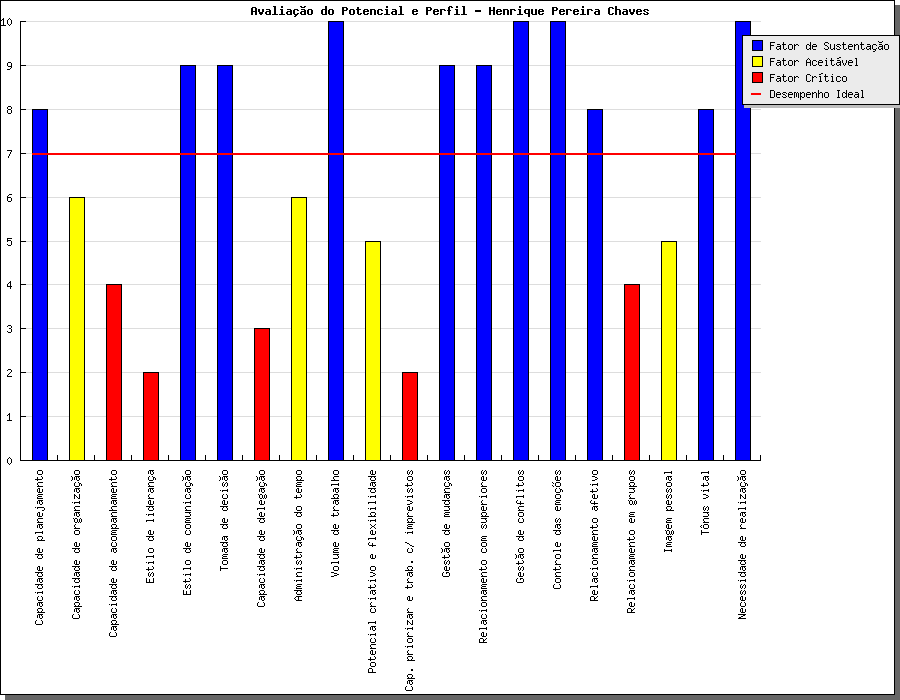 Avaliação do Potencial e Perfil - Henrique Pereira Chaves
10
9
8
7
6
5
4
3
2
1
0
Fator de Sustentação
Fator Aceitável
Fator Crítico
Desempenho Ideal
Capacidade de planejamento
Capacidade de organização
Capacidade de acompanhamento
Estilo de liderança
Estilo de comunicação
Tomada de decisão
Capacidade de delegação
Administração do tempo
Volume de trabalho
Potencial criativo e flexibilidade
Cap. priorizar e trab. c/ imprevistos
Gestão de mudanças
Relacionamento com superiores
Gestão de conflitos
Controle das emoções
Relacionamento afetivo
Relacionamento em grupos
Imagem pessoal
Tônus vital
Necessidade de realização